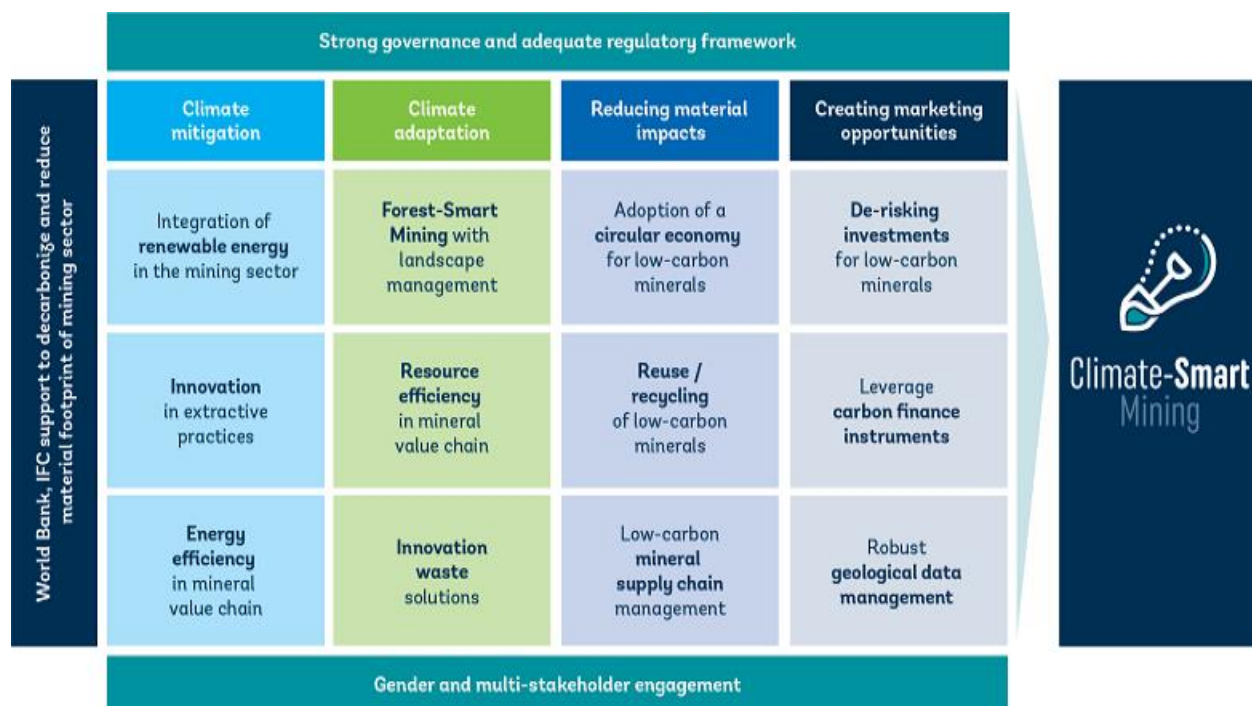 Strong governance and adequate regulatory framework
World Bank, IFC support to decarbonize and reduce
material footprint of mining sector
Climate
mitigation
Climate
adaptation
Reducing material
impacts
Creating marketing
opportunities
Integration of
renewable energy
in the mining sector
Forest-Smart
Mining with
landscape
management
Adoption of a
circular economy
for low-carbon
minerals
De-risking
investments
for low-carbon
minerals
Innovation
in extractive
practices
Resource
efficiency
in mineral
value chain
Reuse /
recycling
of low-carbon
minerals
Leverage
carbon finance
instruments
Energy
efficiency
in mineral
value chain
Innovation
waste
solutions
Low-carbon
mineral
supply chain
management
Robust
geological data
management
Climate-Smart
Mining
Gender and multi-stakeholder engagement